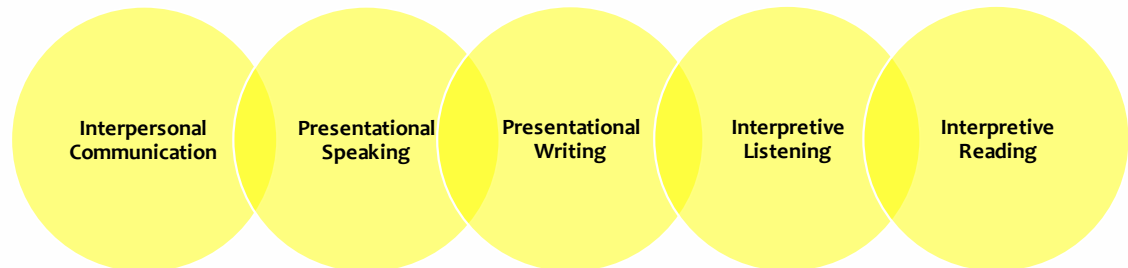 Interpersonal
Communication
Presentational
Speaking
Presentational
Writing
Interpretive
Listening
Interpretive
Reading